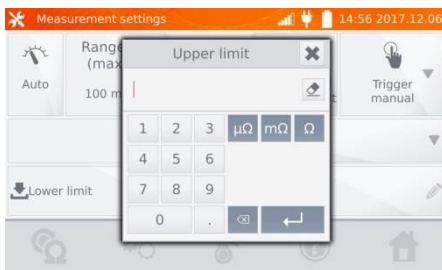 Measurement settings 14:56 2017.12.06
Auto
Range
(max
100 m
Upper limit
Trigger
manual
1 2 3 μΩ mΩ Ω
4 5 6
7 8 9
0 .
Lower limit